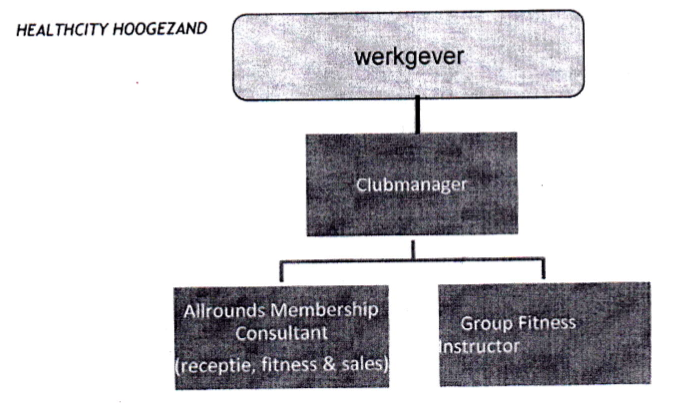 HEALTHCITY HOOGEZAND
werkgever
Clubmanager
Allrounds Membership
Consultant
(receptie, fitness & sales)
Group Fitness
Instructor